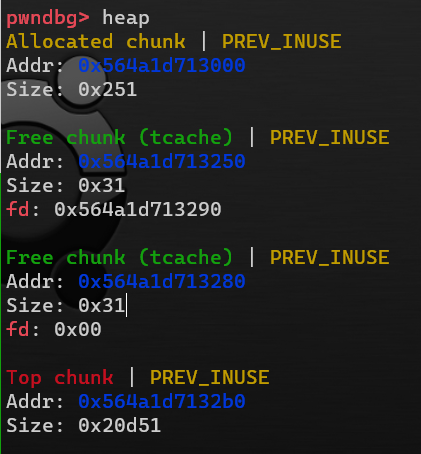 pwndbg> heap
Allocated chunk | PREV_INUSE
Addr: 0x564a1d713000
Size: 0x251
Free chunk (tcache) | PREV_INUSE
Addr: 0x564a1d713250
Size: 0x31
fd: 0x564a1d713290
Free chunk (tcache) | PREV_INUSE
Addr: 0x564a1d713280
Size: 0x31
fd: 0x00
Top chunk | PREV_INUSE
Addr: 0x564a1d7132b0
Size: 0x20d51